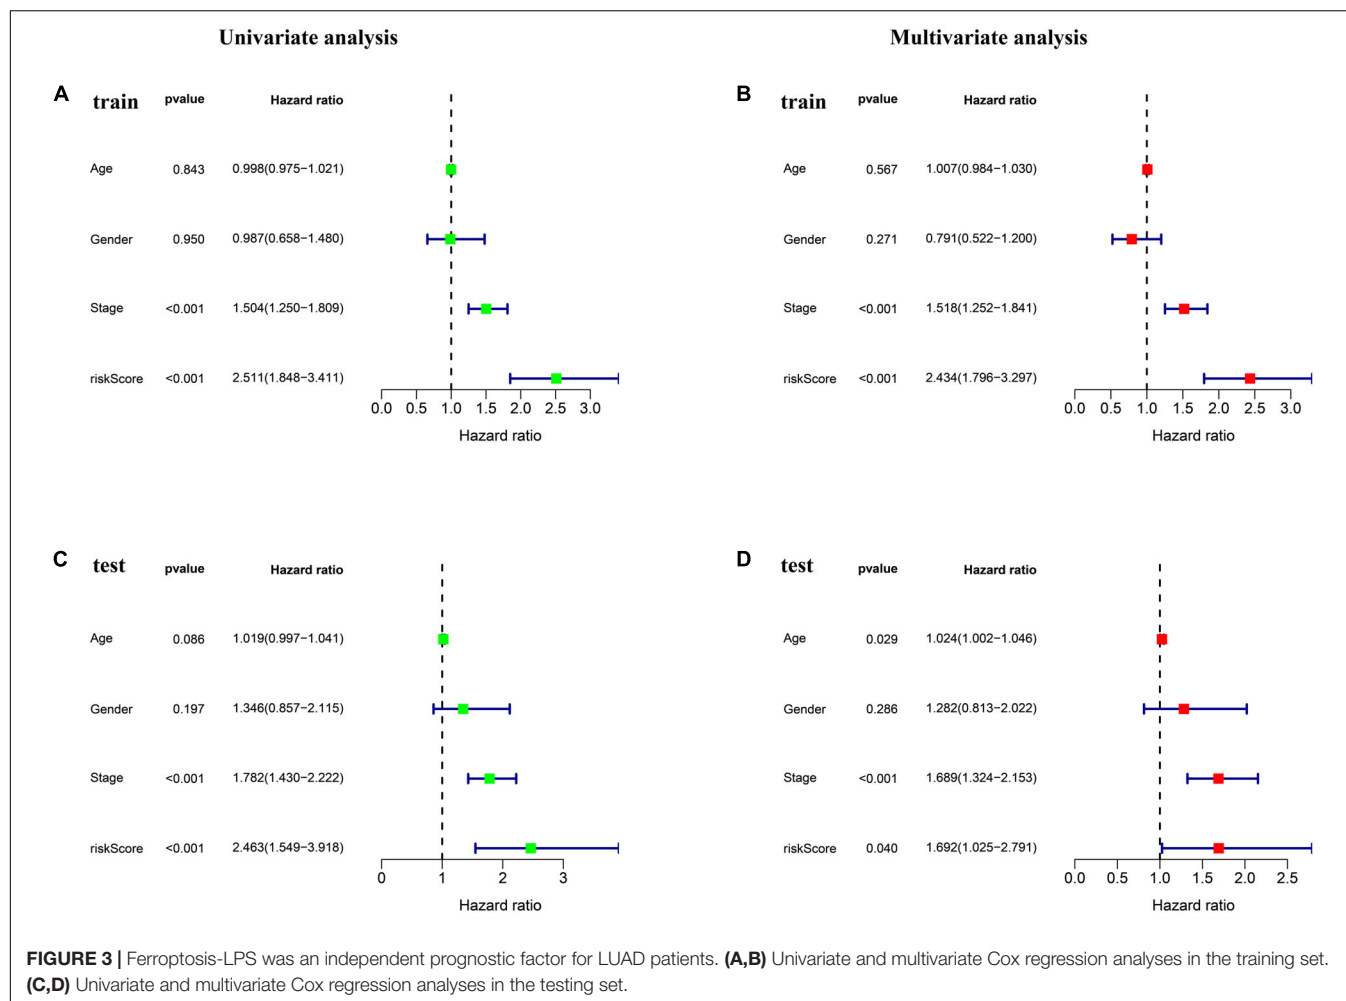 Univariate analysis
Multivariate analysis
A train pvalue Hazard ratio
Age 0.843 0.998(0.975−1.021)
Gender 0.950 0.987(0.658−1.480)
Stage <0.001 1.504(1.250−1.809)
riskScore <0.001 2.511(1.848−3.411)
0.0 0.5 1.0 1.5 2.0 2.5 3.0
Hazard ratio
B train pvalue Hazard ratio
Age 0.567 1.007(0.984−1.030)
Gender 0.271 0.791(0.522−1.200)
Stage <0.001 1.518(1.252−1.841)
riskScore <0.001 2.434(1.796−3.297)
0.0 0.5 1.0 1.5 2.0 2.5 3.0
Hazard ratio
C test pvalue Hazard ratio
Age 0.086 1.019(0.997−1.041)
Gender 0.197 1.346(0.857−2.115)
Stage <0.001 1.782(1.430−2.222)
riskScore <0.001 2.463(1.549−3.918)
0 1 2 3
Hazard ratio
D test pvalue Hazard ratio
Age 0.029 1.024(1.002−1.046)
Gender 0.286 1.282(0.813−2.022)
Stage <0.001 1.689(1.324−2.153)
riskScore 0.040 1.692(1.025−2.791)
0.0 0.5 1.0 1.5 2.0 2.5
Hazard ratio
FIGURE 3 | Ferroptosis-LPS was an independent prognostic factor for LUAD patients. (A,B) Univariate and multivariate Cox regression analyses in the training set.
(C,D) Univariate and multivariate Cox regression analyses in the testing set.